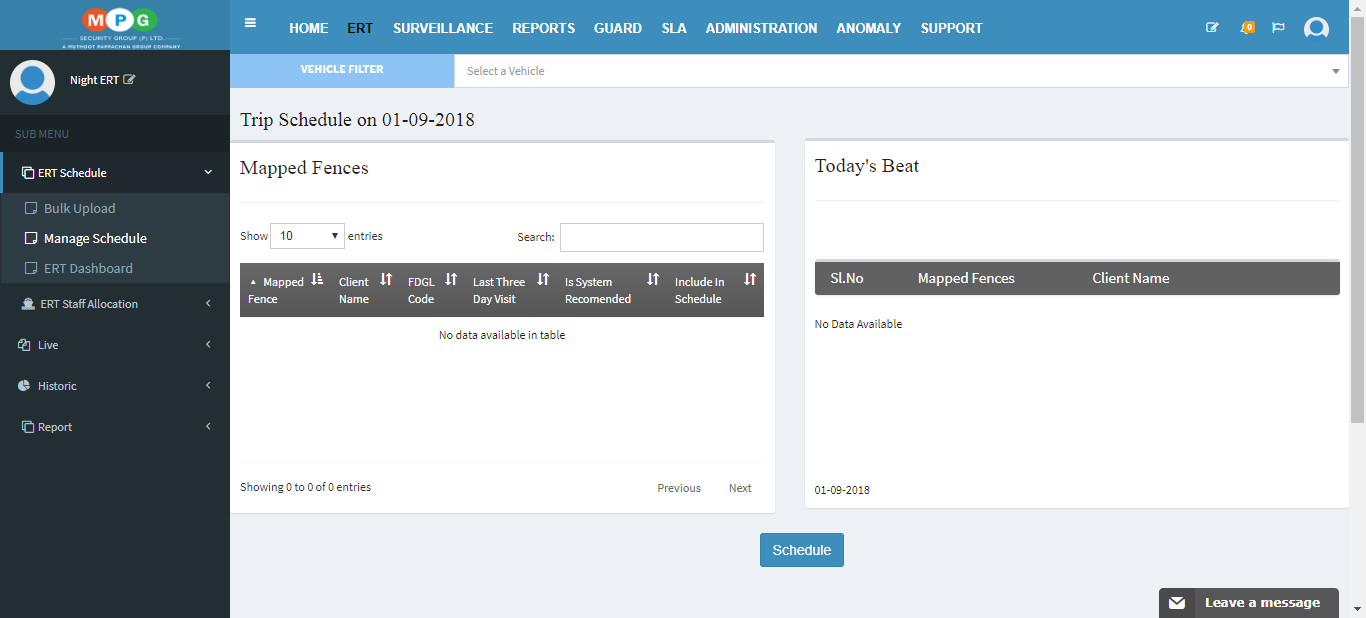 MPG
SECURITY GROUP (P) LTD.
A MUTHOOT PAPPACHAN GROUP COMPANY
HOME ERT SURVEILLANCE REPORTS GUARD SLA ADMINISTRATION ANOMALY SUPPORT
0
Night ERT
VEHICLE FILTER
Select a Vehicle
SUB MENU
ERT Schedule
Bulk Upload
Manage Schedule
ERT Dashboard
ERT Staff Allocation
Live
Historic
Report
Trip Schedule on 01-09-2018
Mapped Fences
Show 10 entries
Search:
Mapped Fence
Client Name
FDGL Code
Last Three Day Visit
Is System Recomended
Include In Schedule
No data available in table
Showing 0 to 0 of 0 entries
Previous Next
Today's Beat
Sl.No Mapped Fences Client Name
No Data Available
01-09-2018
Schedule
Leave a message